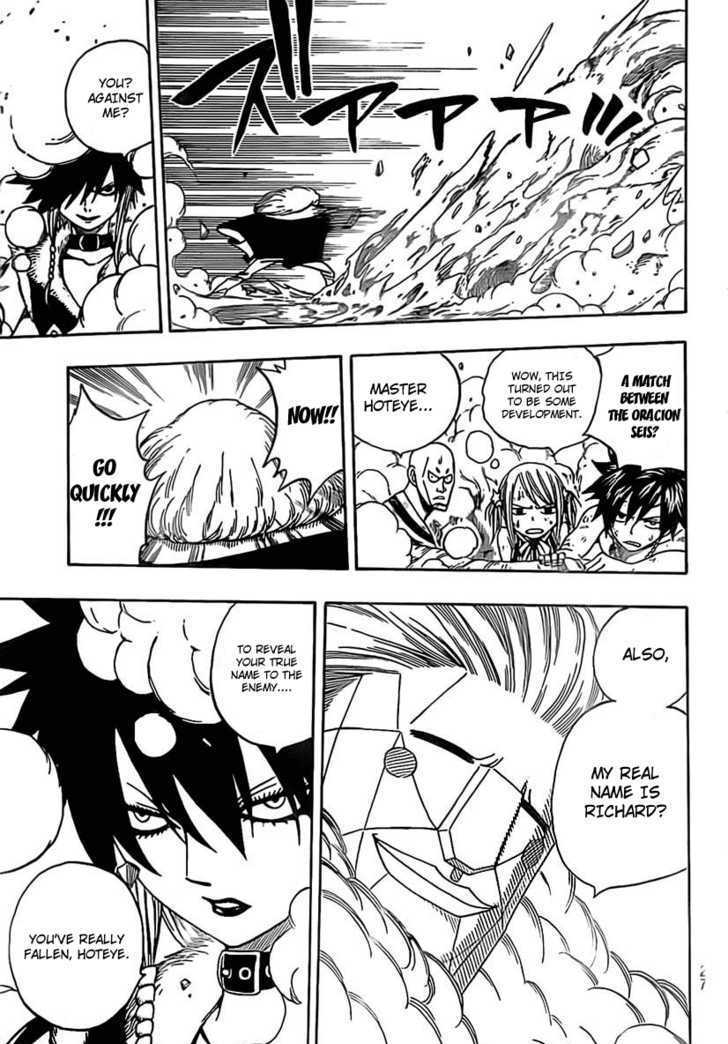 ズアアアッ
YOU?
AGAINST
ME?
A MATCH
BETWEEN
THE ORACION
SEIS?
WOW, THIS
TURNED OUT
TO BE SOME
DEVELOPMENT.
MASTER
HOTEYE...
NOW!!
GO
QUICKLY
!!!
ALSO,
MY REAL
NAME IS
RICHARD?
TO REVEAL
YOUR TRUE
NAME TO THE
ENEMY....
YOU'VE REALLY
FALLEN, HOTEYE.
27